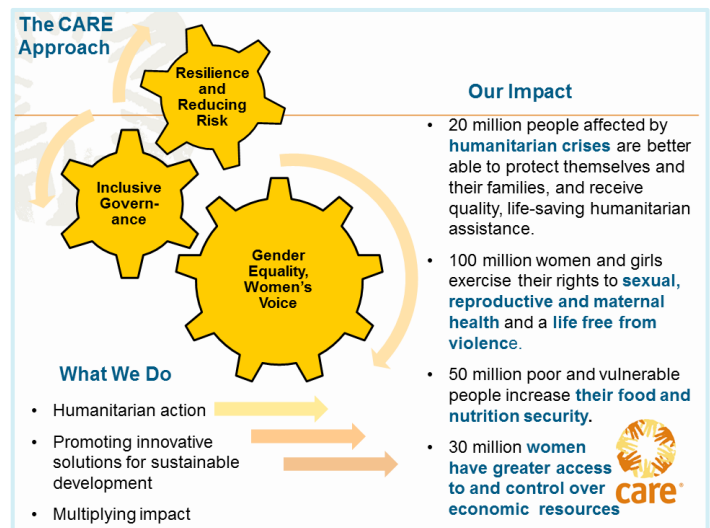 The CARE
Approach
Resilience
and
Reducing
Risk
Inclusive
Govern-
ance
Gender
Equality,
Women's
Voice
What We Do
• Humanitarian action
• Promoting innovative
solutions for sustainable
development
• Multiplying impact
Our Impact
• 20 million people affected by
humanitarian crises are better
able to protect themselves and
their families, and receive
quality, life-saving humanitarian
assistance.
• 100 million women and girls
exercise their rights to sexual,
reproductive and maternal
health and a life free from
violence.
• 50 million poor and vulnerable
people increase their food and
nutrition security.
• 30 million women
have greater access
to and control over
economic resources
care®